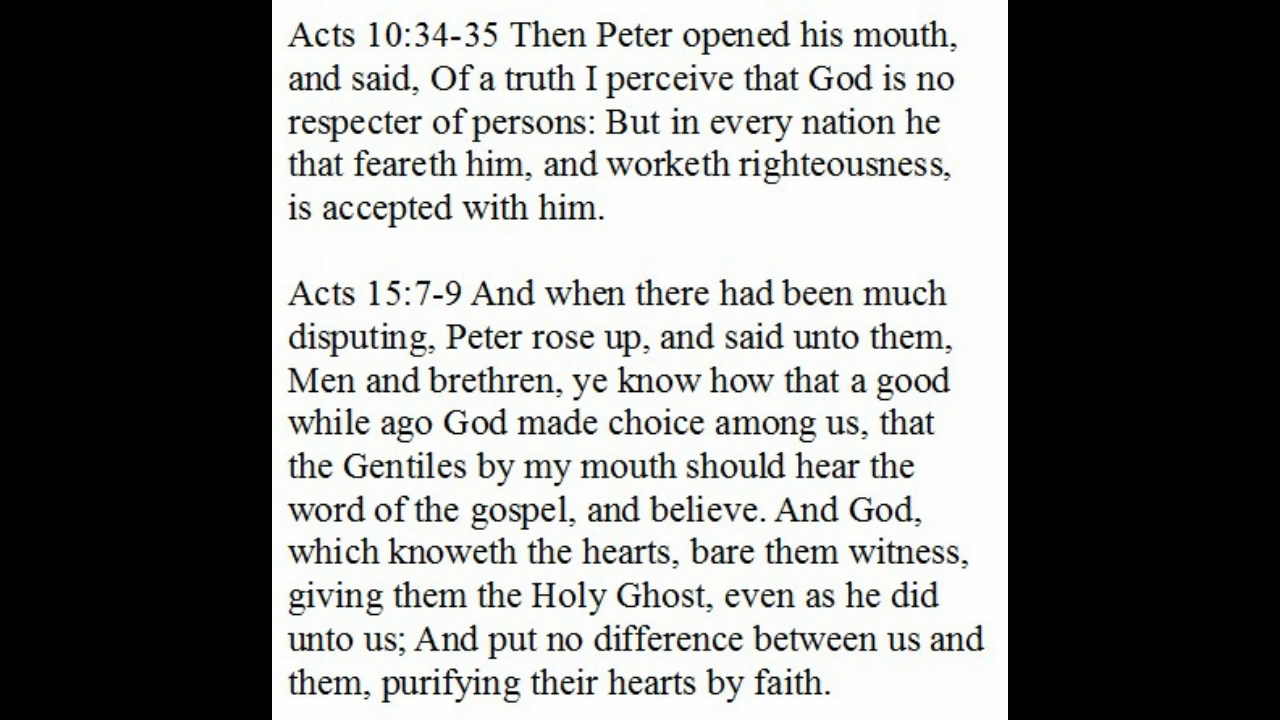 Acts 10:34-35 Then Peter opened his mouth,
and said, Of a truth I perceive that God is no
respecter of persons: But in every nation he
that feareth him, and worketh righteousness,
is accepted with him.
Acts 15:7-9 And when there had been much
disputing, Peter rose up, and said unto them,
Men and brethren, ye know how that a good
while ago God made choice among us, that
the Gentiles by my mouth should hear the
word of the gospel, and believe. And God,
which knoweth the hearts, bare them witness,
giving them the Holy Ghost, even as he did
unto us; And put no difference between us and
them, purifying their hearts by faith.